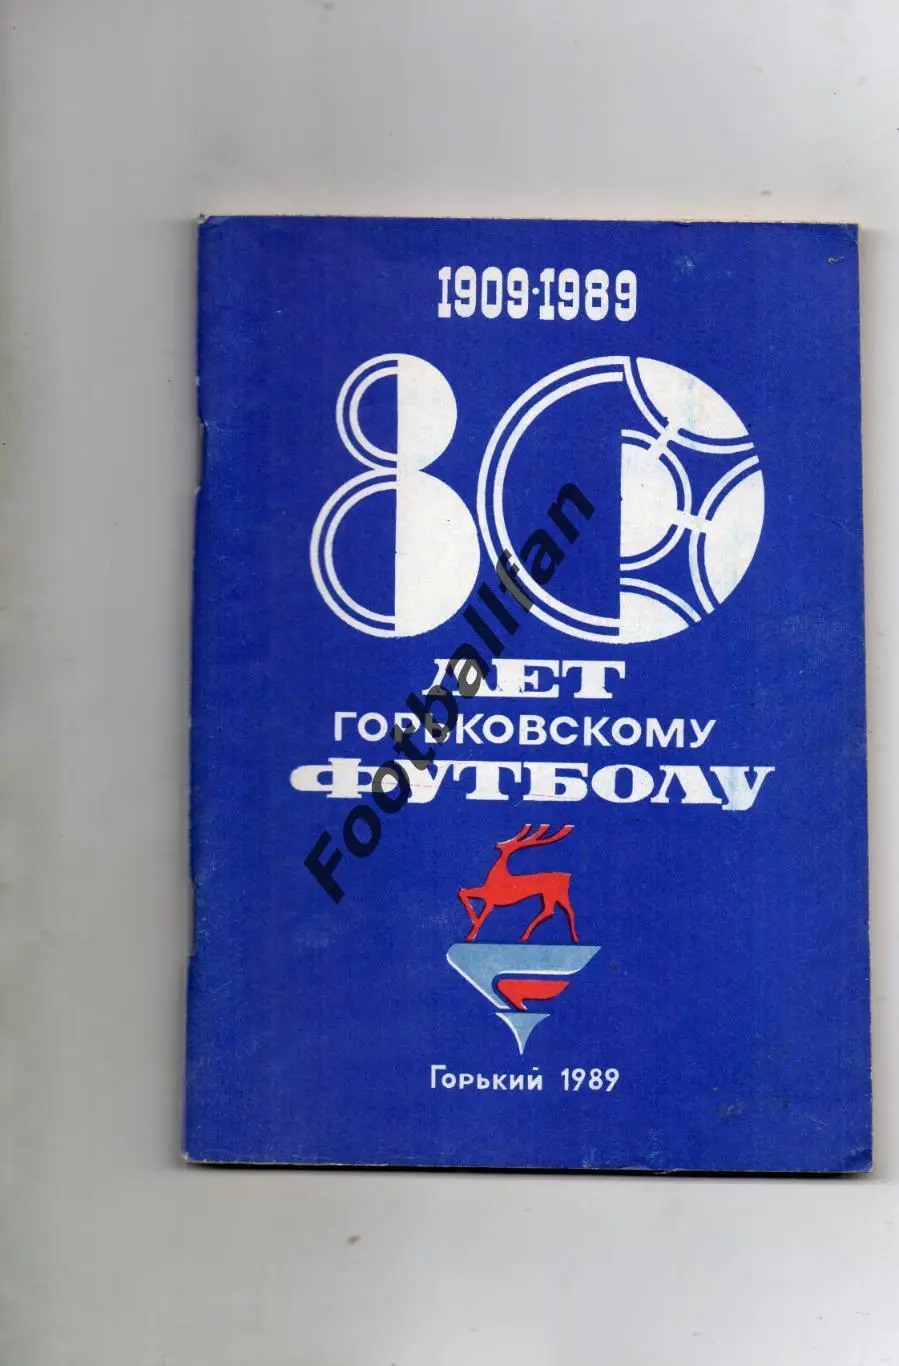 1909·1989
80
ЛЕТ
ГОРЬКОВСКОМУ
ФУТБОЛУ
Footballfan
Горький 1989